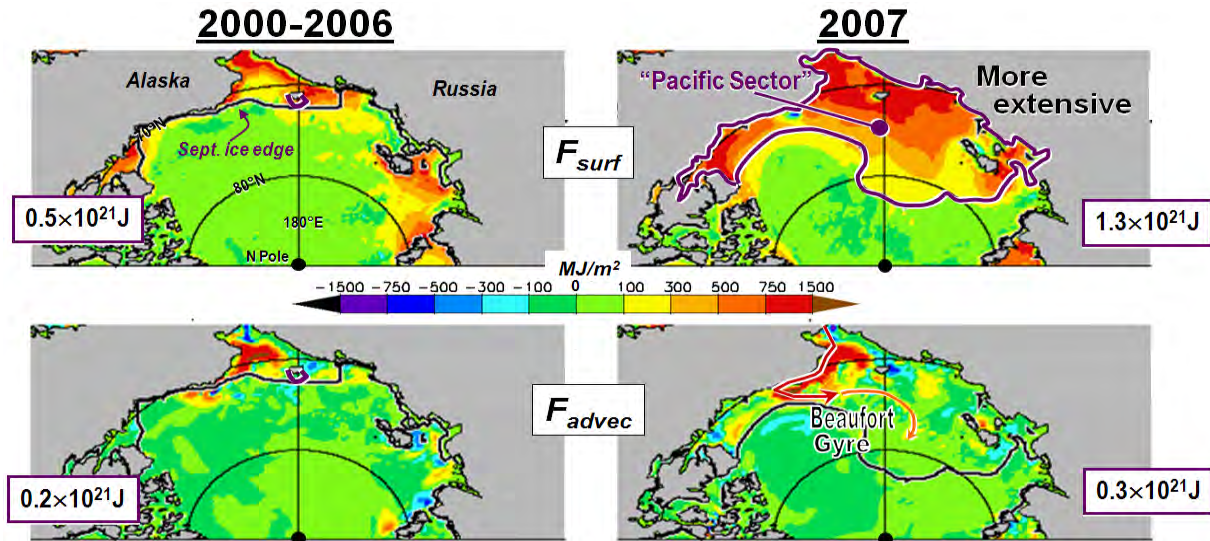 2000-2006
2007
Alaska
Russia
"Pacific Sector"
More
extensive
70°N
Sept. ice edge
F surf
80°N
0.5×10²¹J
180°E
1.3×10²¹J
N Pole
MJ/m²
−1500 −750 −500 −300 −100 0 100 300 500 750 1500
F advec
Beaufort
Gyre
0.2×10²¹J
0.3×10²¹J